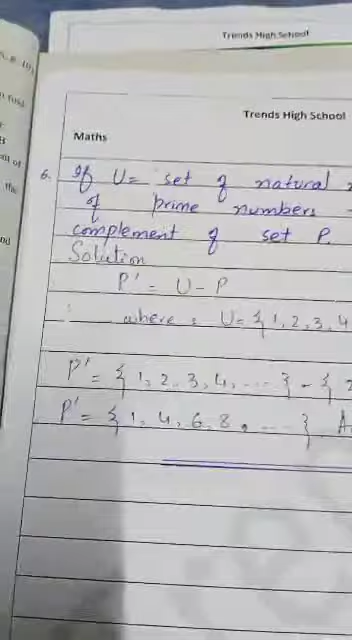 Trends High School
Trends High School
Maths
6. If U= set of natural
of prime numbers
complement of set P.
Solution
P' = U - P
where : U= { 1, 2, 3, 4
P' = { 1, 2, 3, 4, .... } - {
P' = { 1, 4, 6, 8, .... }